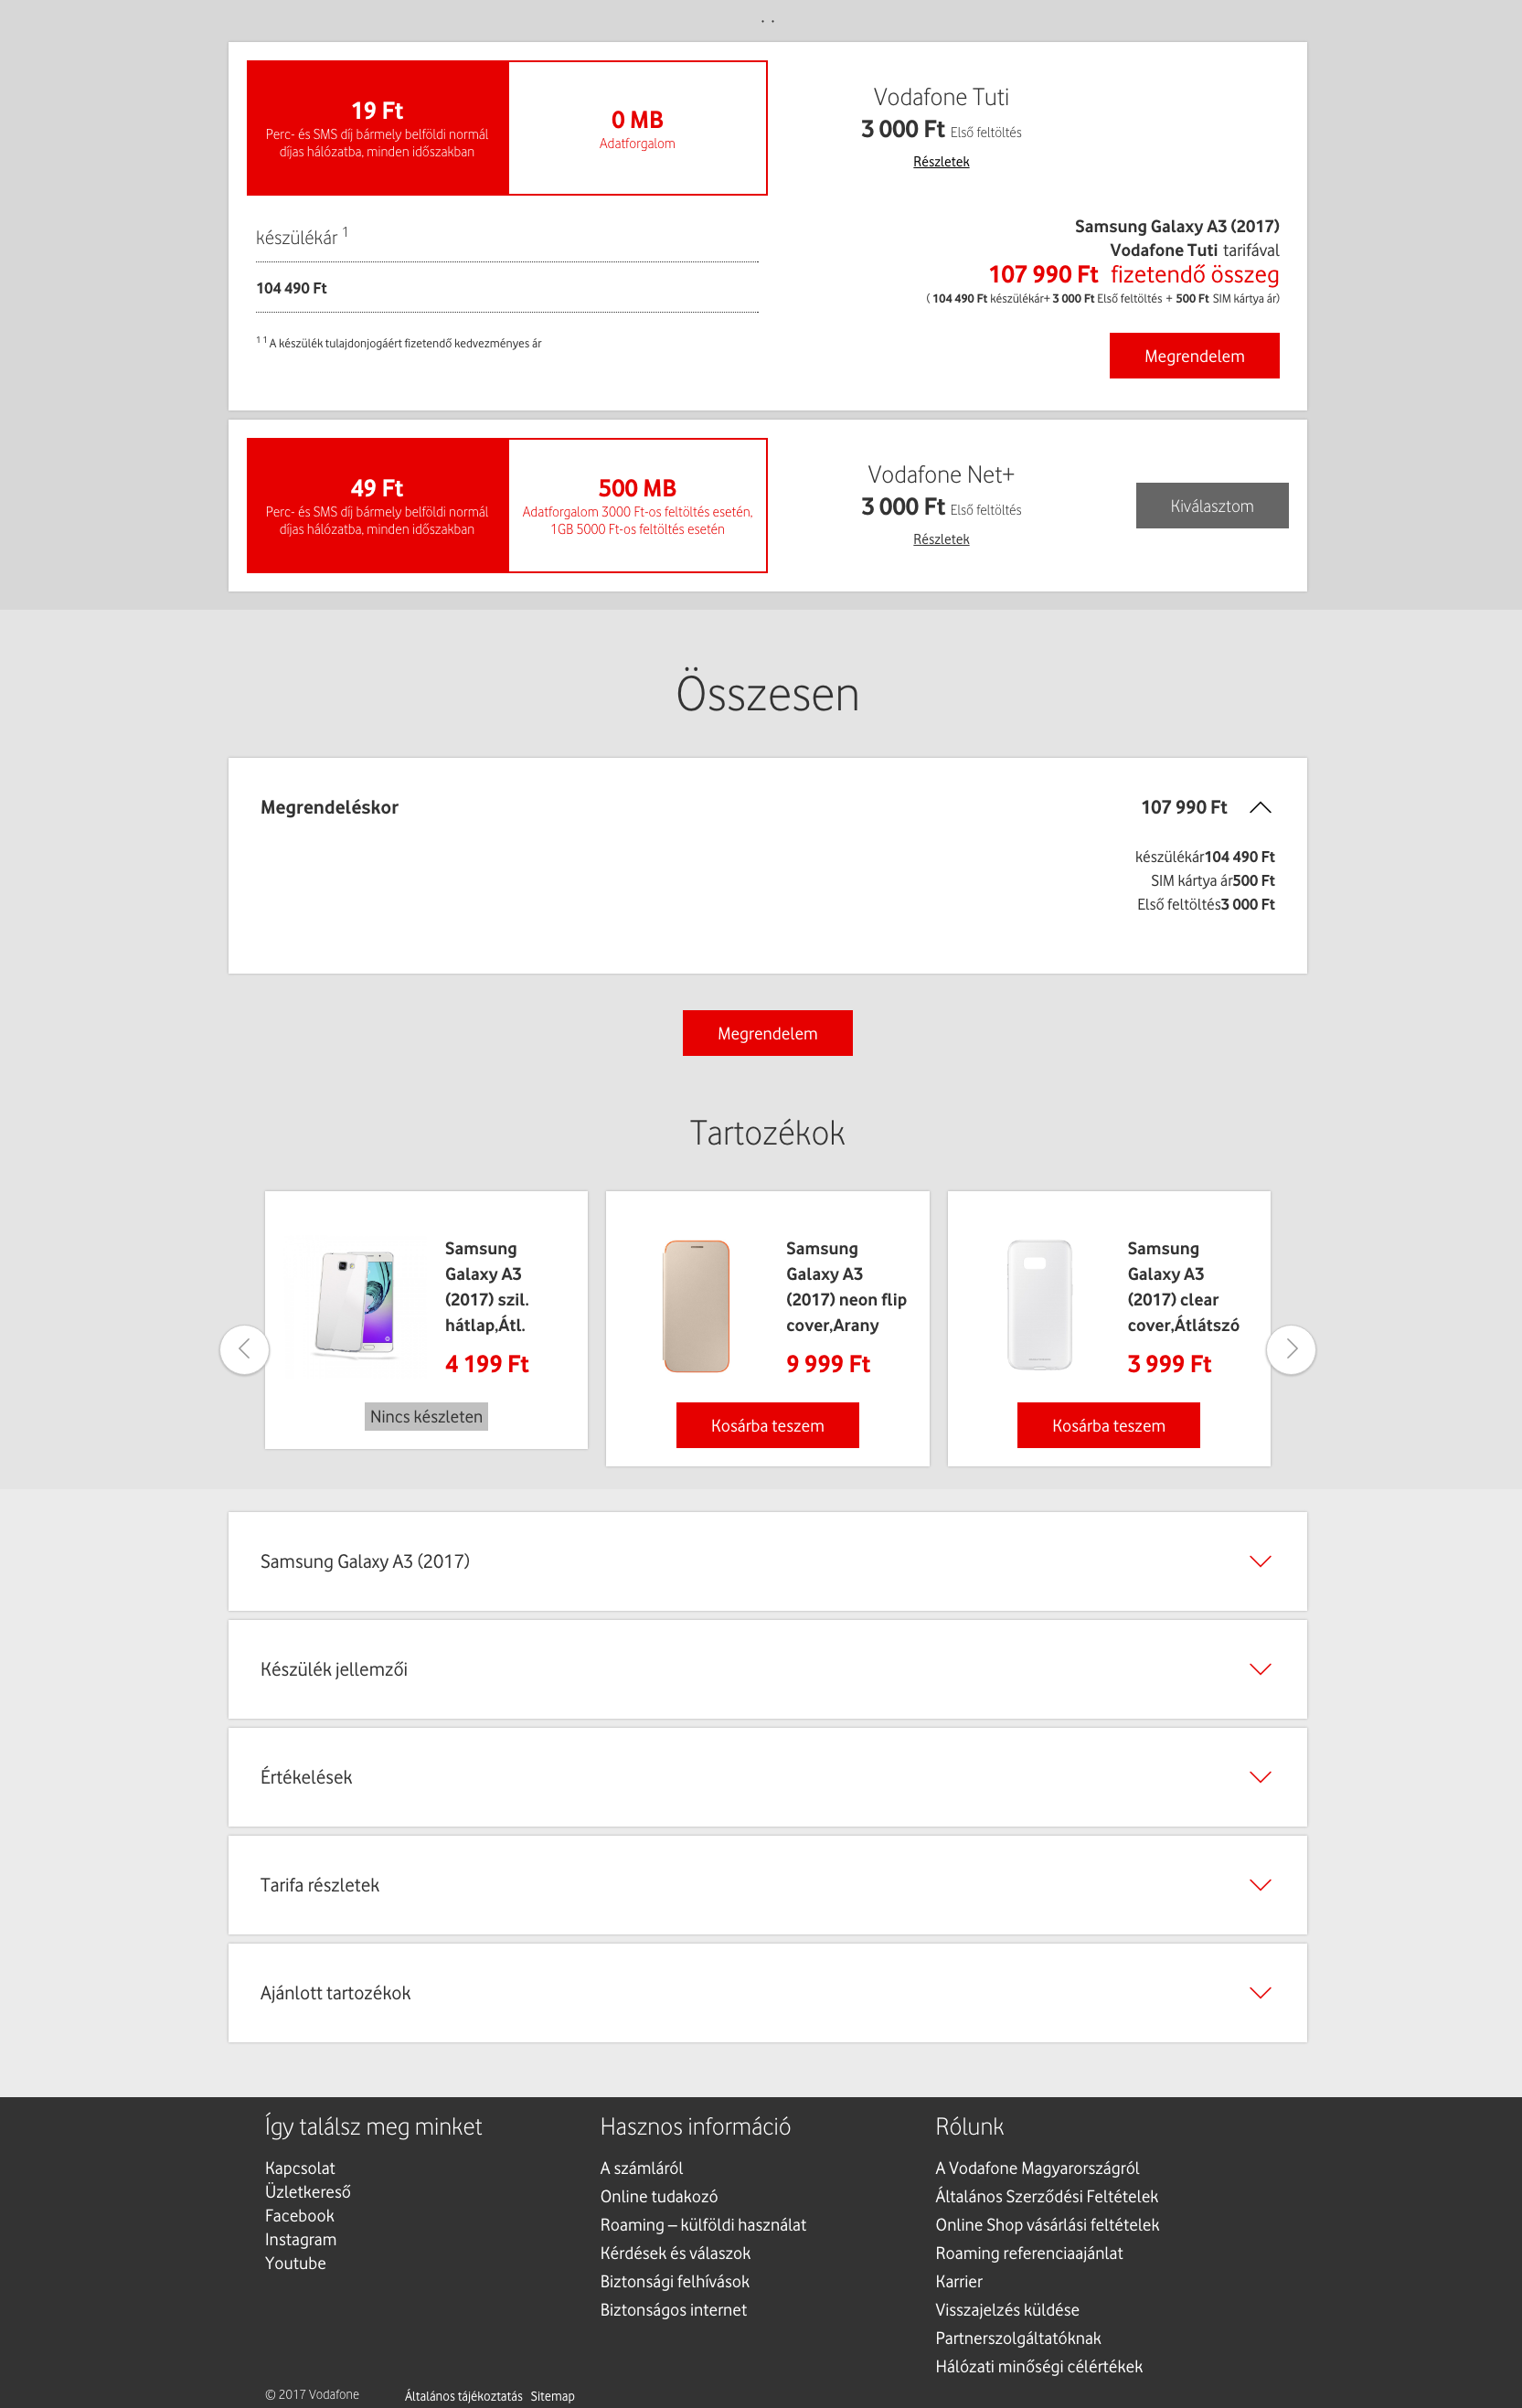 . .
19 Ft
Perc- és SMS díj bármely belföldi normál
díjas hálózatba, minden időszakban
0 MB
Adatforgalom
Vodafone Tuti
3 000 Ft Első feltöltés
Részletek
készülékár 1
104 490 Ft
1 1 A készülék tulajdonjogáért fizetendő kedvezményes ár
Samsung Galaxy A3 (2017)
Vodafone Tuti tarifával
107 990 Ft fizetendő összeg
( 104 490 Ft készülékár+ 3 000 Ft Első feltöltés + 500 Ft SIM kártya ár)
Megrendelem
49 Ft
Perc- és SMS díj bármely belföldi normál
díjas hálózatba, minden időszakban
500 MB
Adatforgalom 3000 Ft-os feltöltés esetén,
1GB 5000 Ft-os feltöltés esetén
Vodafone Net+
3 000 Ft Első feltöltés
Részletek
Kiválasztom
Összesen
Megrendeléskor
107 990 Ft
készülékár104 490 Ft
SIM kártya ár500 Ft
Első feltöltés3 000 Ft
Megrendelem
Tartozékok
Samsung
Galaxy A3
(2017) szil.
hátlap,Átl.
4 199 Ft
Nincs készleten
Samsung
Galaxy A3
(2017) neon flip
cover,Arany
9 999 Ft
Kosárba teszem
Samsung
Galaxy A3
(2017) clear
cover,Átlátszó
3 999 Ft
Kosárba teszem
Samsung Galaxy A3 (2017)
Készülék jellemzői
Értékelések
Tarifa részletek
Ajánlott tartozékok
Így találsz meg minket
Kapcsolat
Üzletkereső
Facebook
Instagram
Youtube
Hasznos információ
A számláról
Online tudakozó
Roaming – külföldi használat
Kérdések és válaszok
Biztonsági felhívások
Biztonságos internet
Rólunk
A Vodafone Magyarországról
Általános Szerződési Feltételek
Online Shop vásárlási feltételek
Roaming referenciaajánlat
Karrier
Visszajelzés küldése
Partnerszolgáltatóknak
Hálózati minőségi célértékek
© 2017 Vodafone
Általános tájékoztatás Sitemap